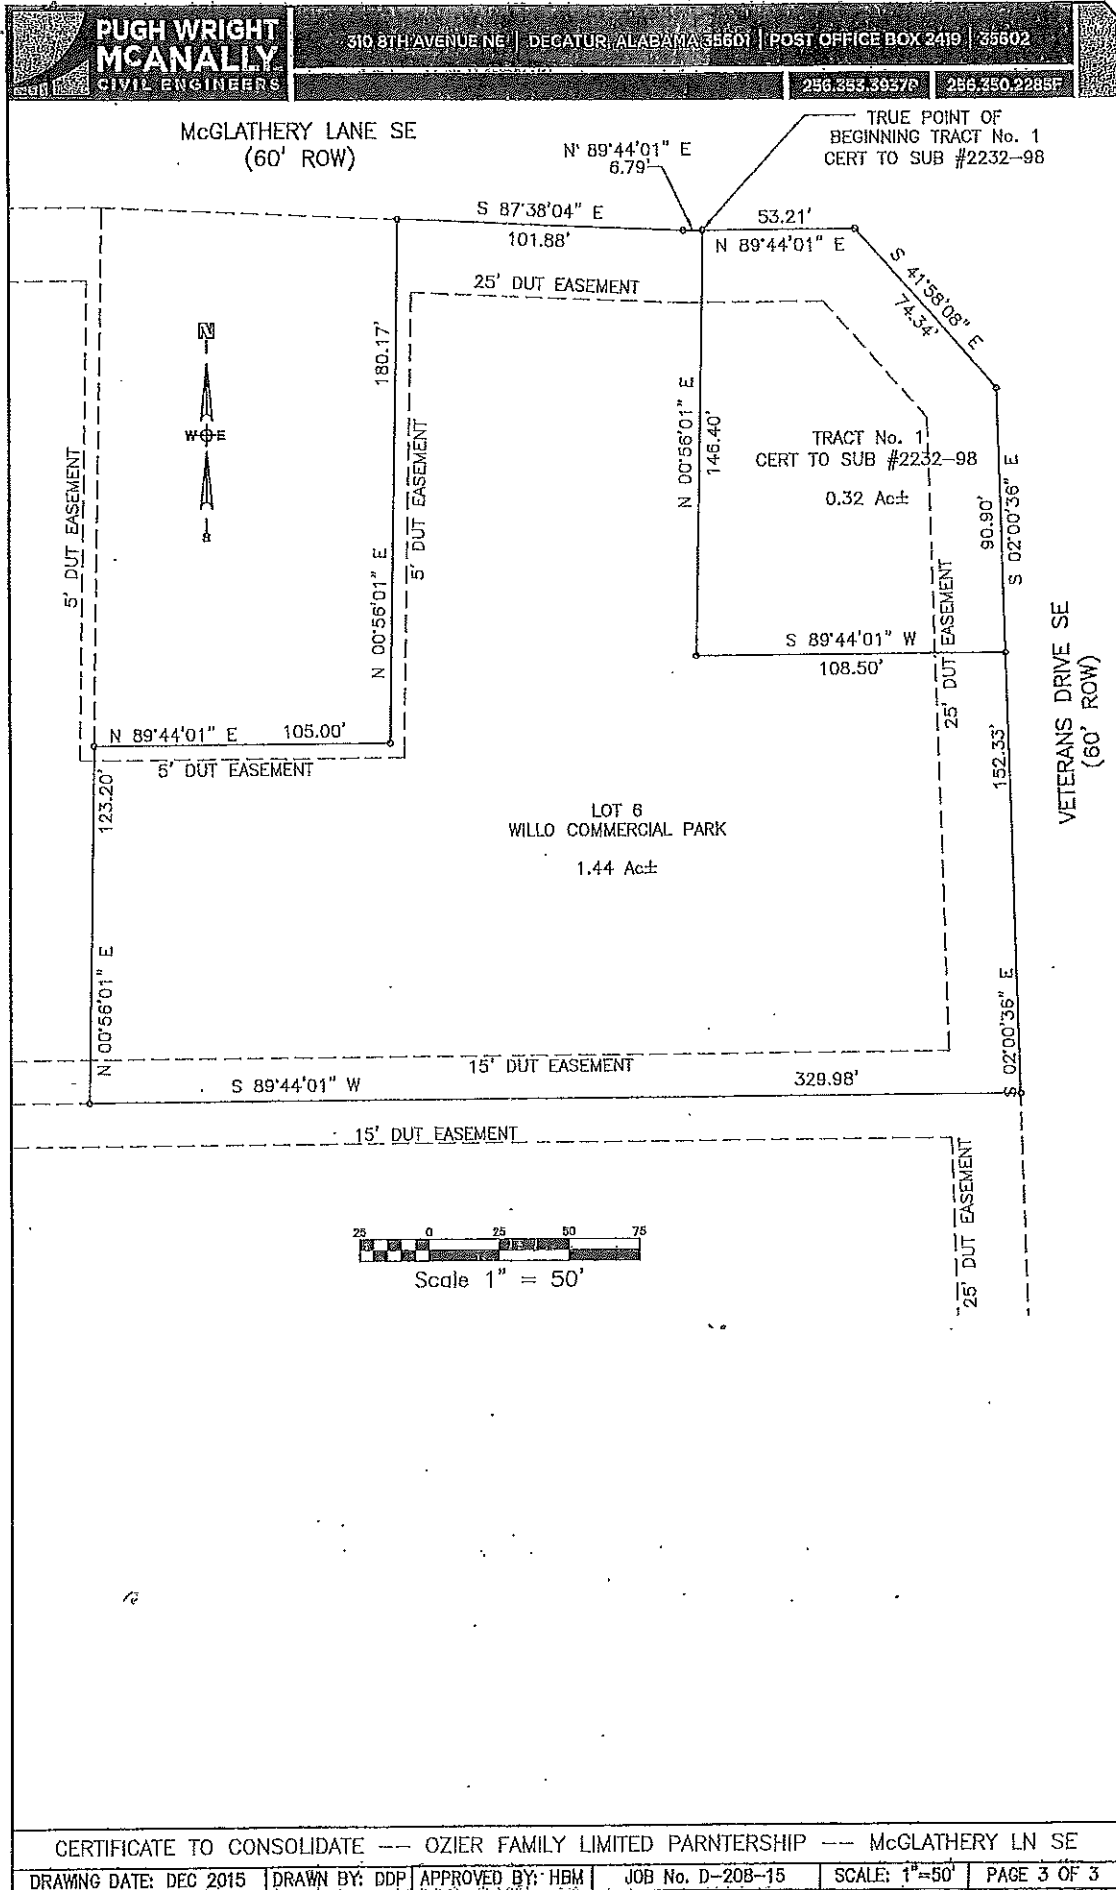 PUGH WRIGHT
MCANALLY
CIVIL ENGINEERS
310 8TH AVENUE NE | DECATUR, ALABAMA 35601 | POST OFFICE BOX 2419 | 35602
256.353.3937P 256.350.2285F
McGLATHERY LANE SE
(60' ROW)
TRUE POINT OF
BEGINNING TRACT No. 1
CERT TO SUB #2232-98
N 89°44'01" E
6.79'
S 87°38'04" E
101.88'
53.21'
N 89°44'01" E
S 41°58'08" E
74.34'
25' DUT EASEMENT
180.17'
N 00°56'01" E
5' DUT EASEMENT
5' DUT EASEMENT
N
W E
S
N 00°56'01" E
146.40'
TRACT No. 1
CERT TO SUB #2232-98
0.32 Ac±
90.90'
S 02°00'36" E
S 89°44'01" W
108.50'
25' DUT EASEMENT
VETERANS DRIVE SE
(60' ROW)
N 89°44'01" E 105.00'
5' DUT EASEMENT
123.20'
N 00°56'01" E
LOT 6
WILLO COMMERCIAL PARK
1.44 Ac±
152.33'
S 02°00'36" E
15' DUT EASEMENT
S 89°44'01" W 329.98'
15' DUT EASEMENT
25' DUT EASEMENT
25 0 25 50 75
Scale 1" = 50'
CERTIFICATE TO CONSOLIDATE -- OZIER FAMILY LIMITED PARNTERSHIP -- McGLATHERY LN SE
DRAWING DATE: DEC 2015 | DRAWN BY: DDP | APPROVED BY: HBM | JOB No. D-208-15 | SCALE: 1"=50' | PAGE 3 OF 3